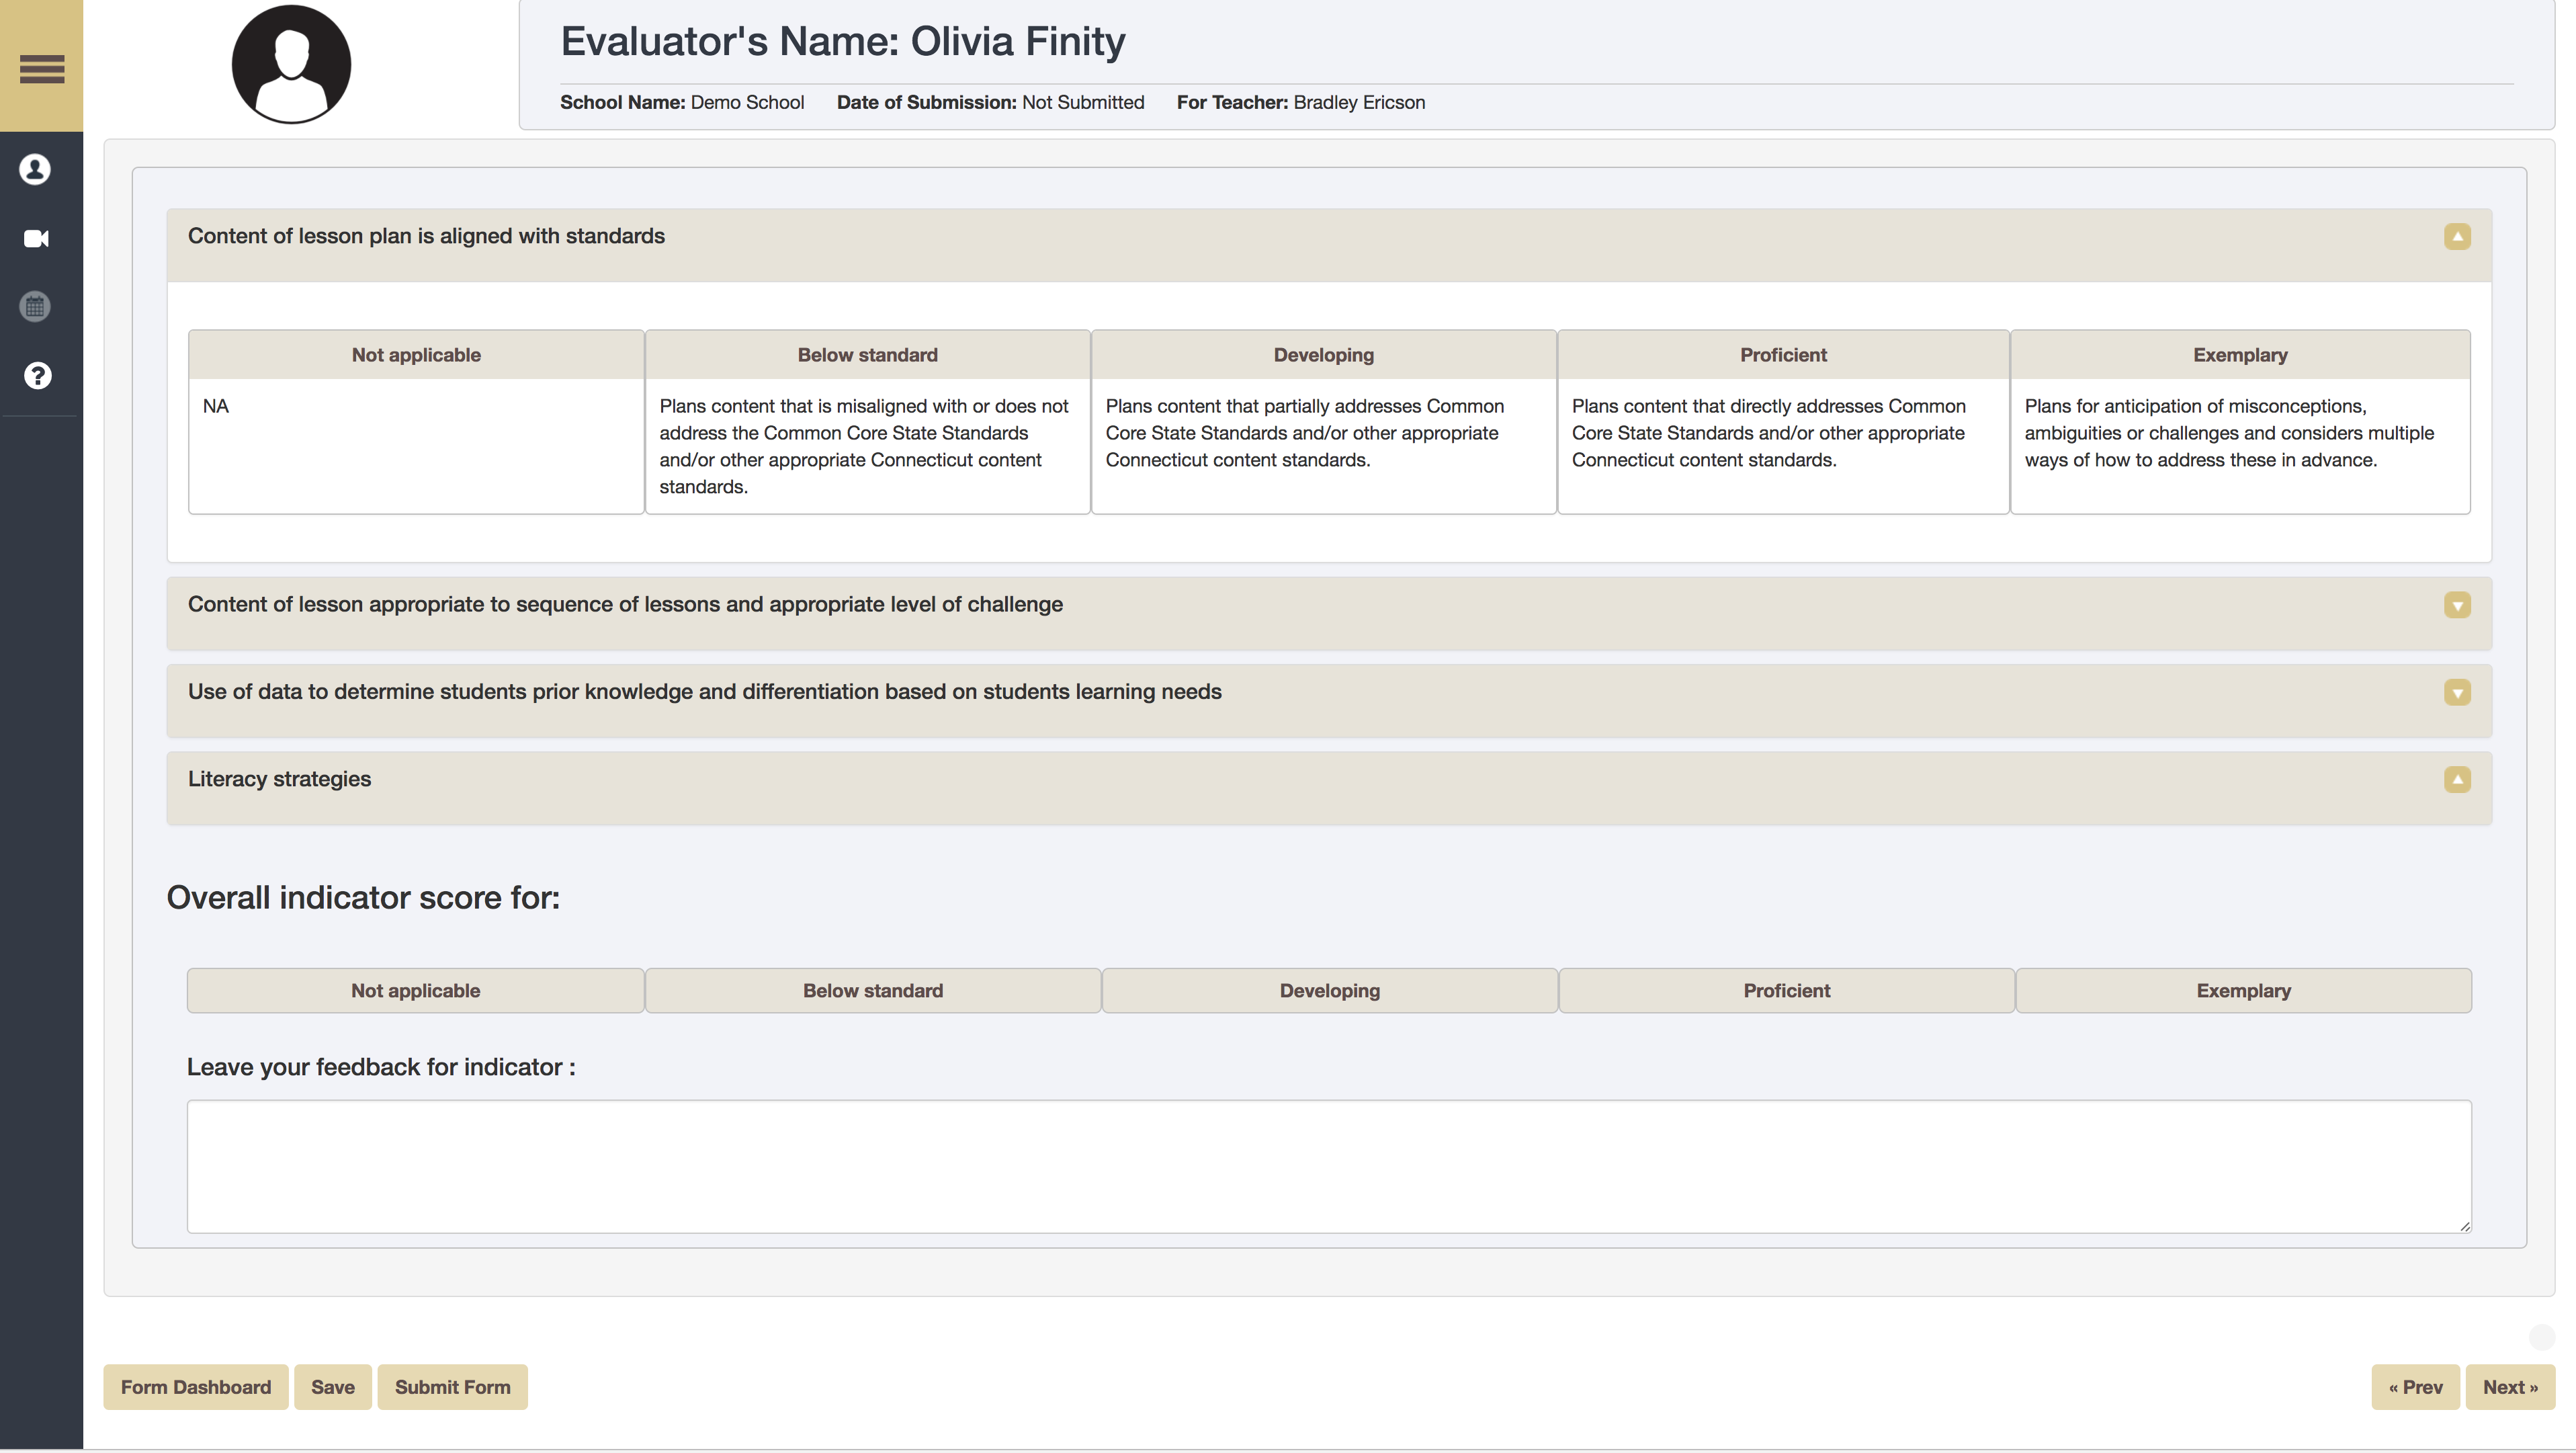 Evaluator's Name: Olivia Finity
School Name: Demo School Date of Submission: Not Submitted For Teacher: Bradley Ericson
Content of lesson plan is aligned with standards
Not applicable
NA
Below standard
Plans content that is misaligned with or does not
address the Common Core State Standards
and/or other appropriate Connecticut content
standards.
Developing
Plans content that partially addresses Common
Core State Standards and/or other appropriate
Connecticut content standards.
Proficient
Plans content that directly addresses Common
Core State Standards and/or other appropriate
Connecticut content standards.
Exemplary
Plans for anticipation of misconceptions,
ambiguities or challenges and considers multiple
ways of how to address these in advance.
Content of lesson appropriate to sequence of lessons and appropriate level of challenge
Use of data to determine students prior knowledge and differentiation based on students learning needs
Literacy strategies
Overall indicator score for:
Not applicable Below standard Developing Proficient Exemplary
Leave your feedback for indicator :
Form Dashboard Save Submit Form « Prev Next »